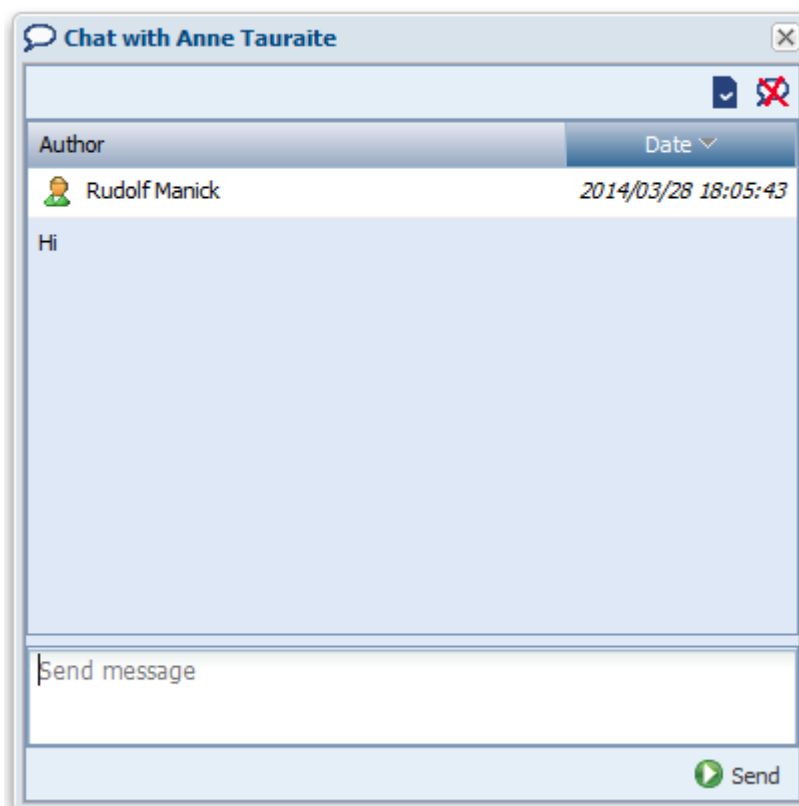 Chat with Anne Tauraite
Author Date
Rudolf Manick 2014/03/28 18:05:43
Hi
Send message
Send